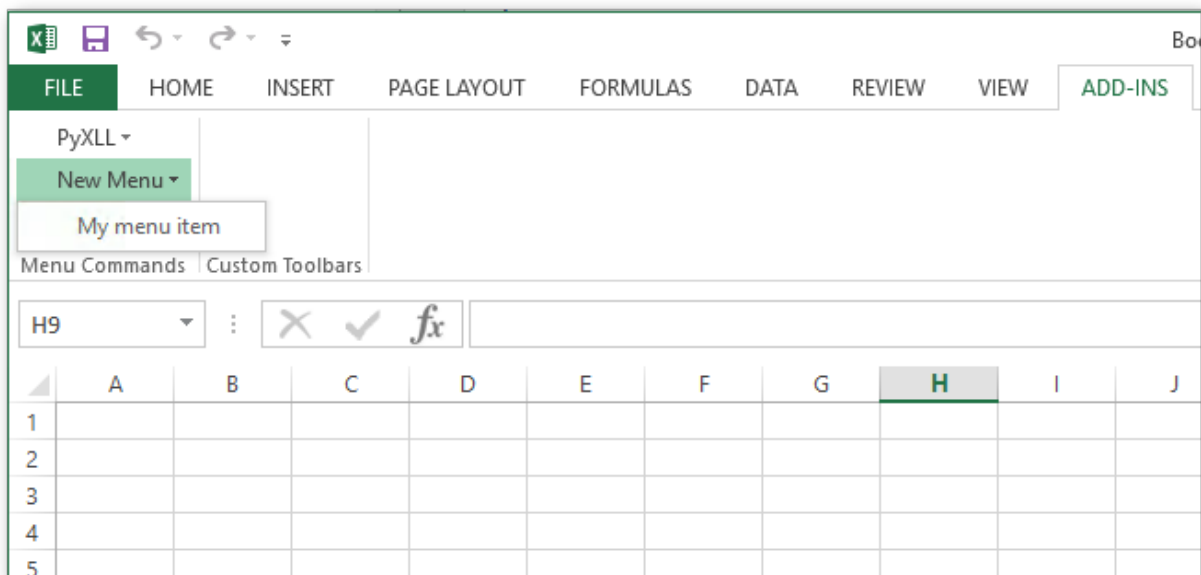 Boo
FILE HOME INSERT PAGE LAYOUT FORMULAS DATA REVIEW VIEW ADD-INS
PyXLL
New Menu
My menu item
Menu Commands Custom Toolbars
H9 fx
A B C D E F G H I J
1
2
3
4
5